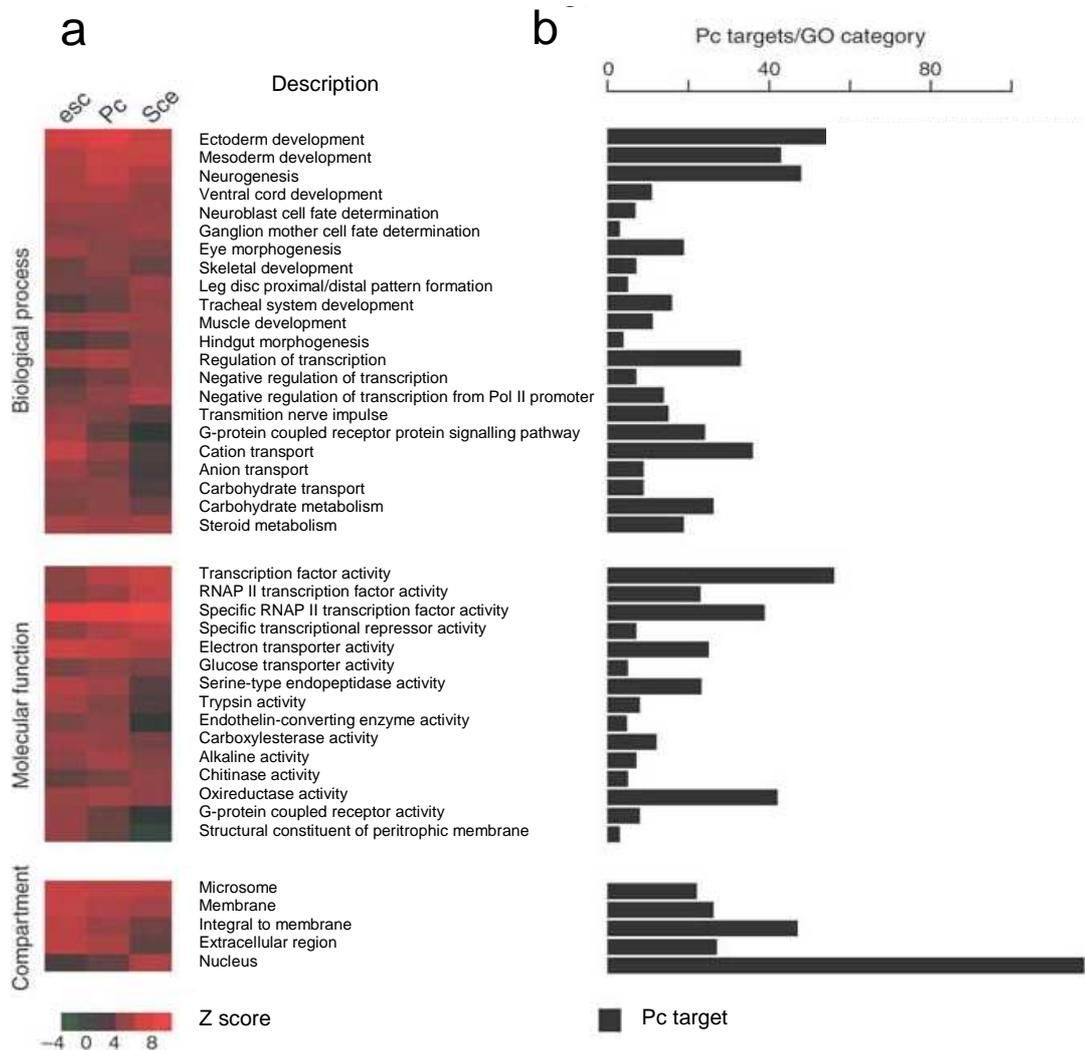 a
b
Pc targets/GO category
0 40 80
Description
esc Pc Sce
Biological process
Ectoderm development
Mesoderm development
Neurogenesis
Ventral cord development
Neuroblast cell fate determination
Ganglion mother cell fate determination
Eye morphogenesis
Skeletal development
Leg disc proximal/distal pattern formation
Tracheal system development
Muscle development
Hindgut morphogenesis
Regulation of transcription
Negative regulation of transcription
Negative regulation of transcription from Pol II promoter
Transmition nerve impulse
G-protein coupled receptor protein signalling pathway
Cation transport
Anion transport
Carbohydrate transport
Carbohydrate metabolism
Steroid metabolism
Molecular function
Transcription factor activity
RNAP II transcription factor activity
Specific RNAP II transcription factor activity
Specific transcriptional repressor activity
Electron transporter activity
Glucose transporter activity
Serine-type endopeptidase activity
Trypsin activity
Endothelin-converting enzyme activity
Carboxylesterase activity
Alkaline activity
Chitinase activity
Oxireductase activity
G-protein coupled receptor activity
Structural constituent of peritrophic membrane
Compartment
Microsome
Membrane
Integral to membrane
Extracellular region
Nucleus
Z score
−4 0 4 8
Pc target